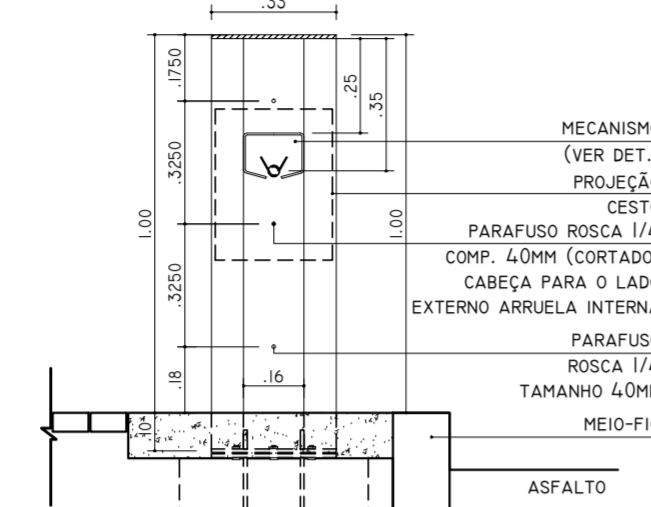 .33
.1750
.25
.35
.3250
1.00
1.00
.3250
.18
.16
.10
MECANISMO
(VER DET.
PROJEÇÃO
CESTO
PARAFUSO ROSCA 1/4
COMP. 40MM (CORTADO
CABEÇA PARA O LADO
EXTERNO ARRUELA INTERNA
PARAFUSO
ROSCA 1/4
TAMANHO 40MM
MEIO-FIO
ASFALTO